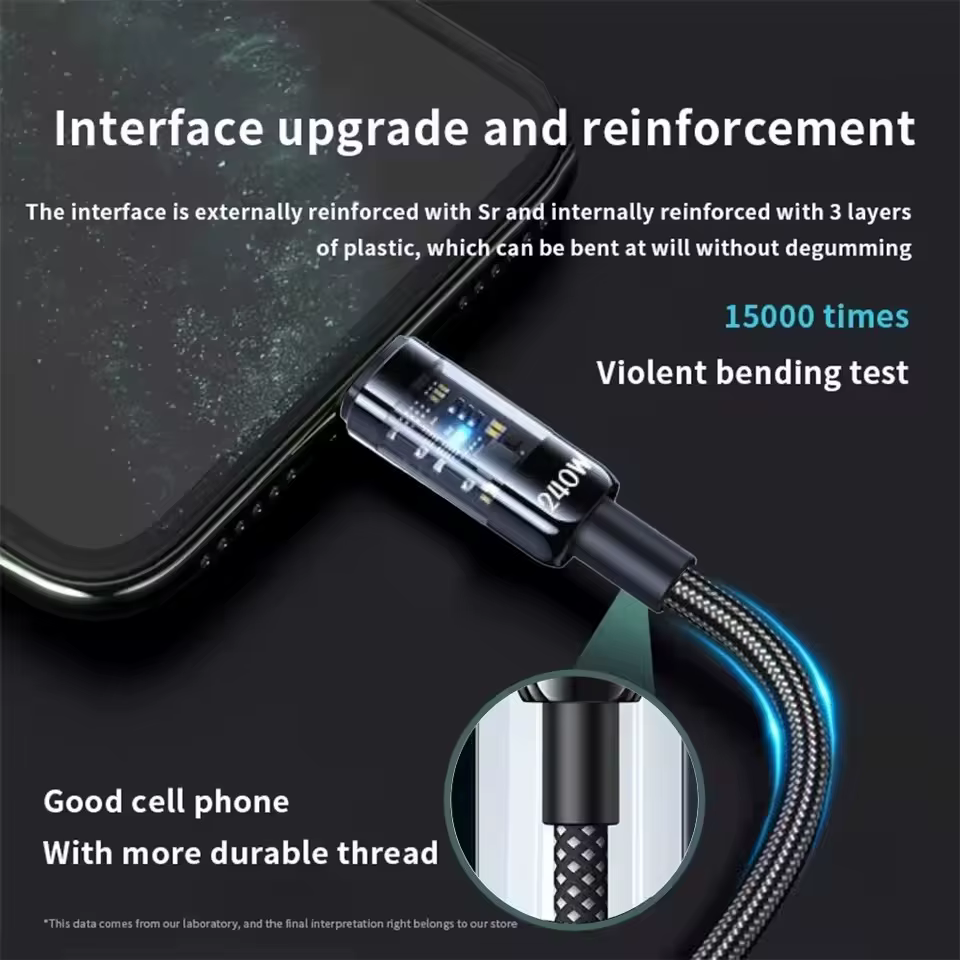 Interface upgrade and reinforcement
The interface is externally reinforced with Sr and internally reinforced with 3 layers
of plastic, which can be bent at will without degumming
15000 times
Violent bending test
240W
Good cell phone
With more durable thread
*This data comes from our laboratory, and the final interpretation right belongs to our store